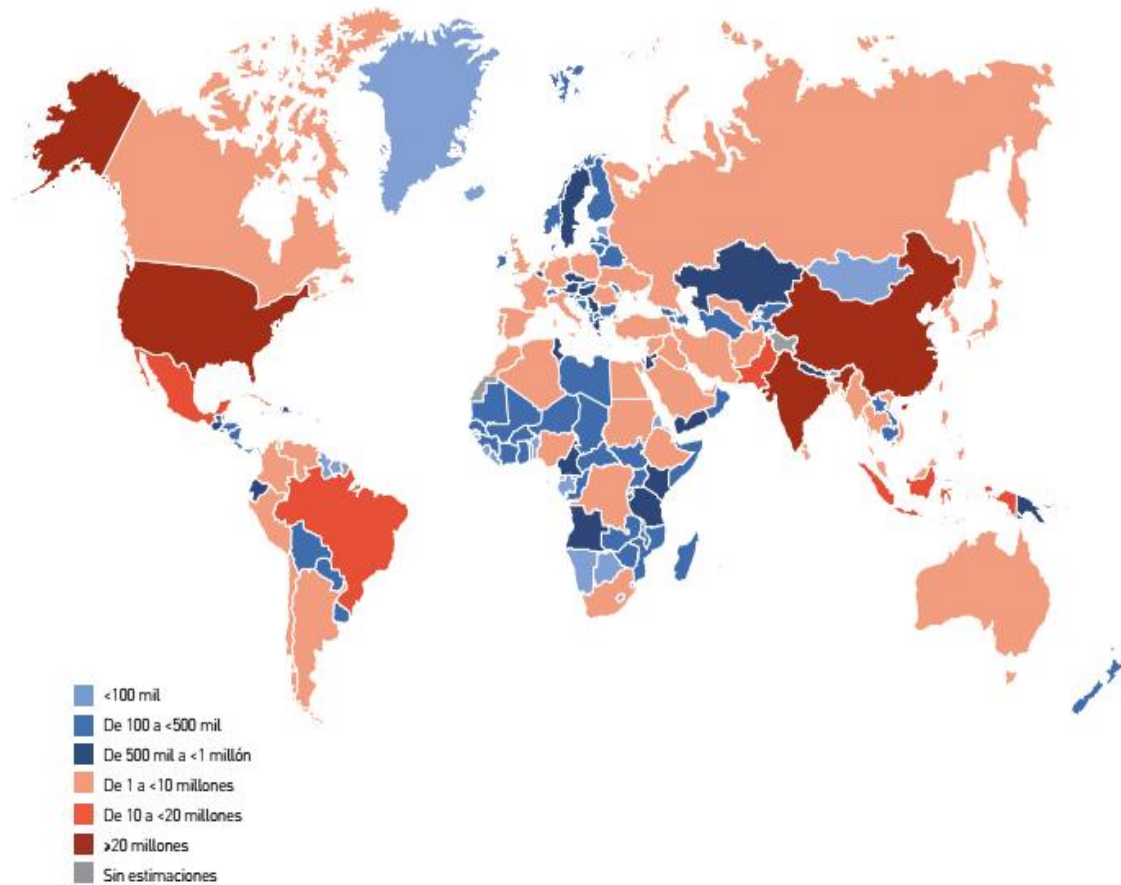 <100 mil
De 100 a <500 mil
De 500 mil a <1 millón
De 1 a <10 millones
De 10 a <20 millones
≥20 millones
Sin estimaciones